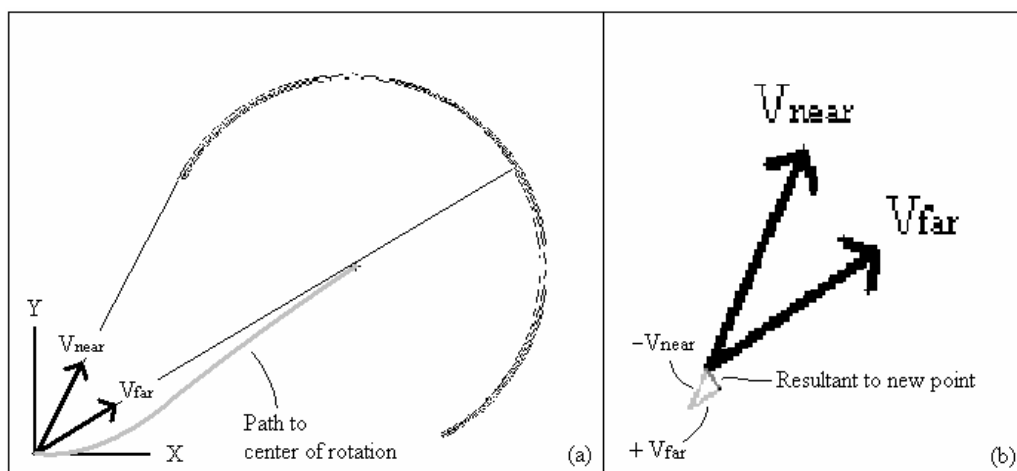 Y
Vnear
Vfar
X
Path to
center of rotation
(a)
Vnear
Vfar
−Vnear
Resultant to new point
+ Vfar
(b)